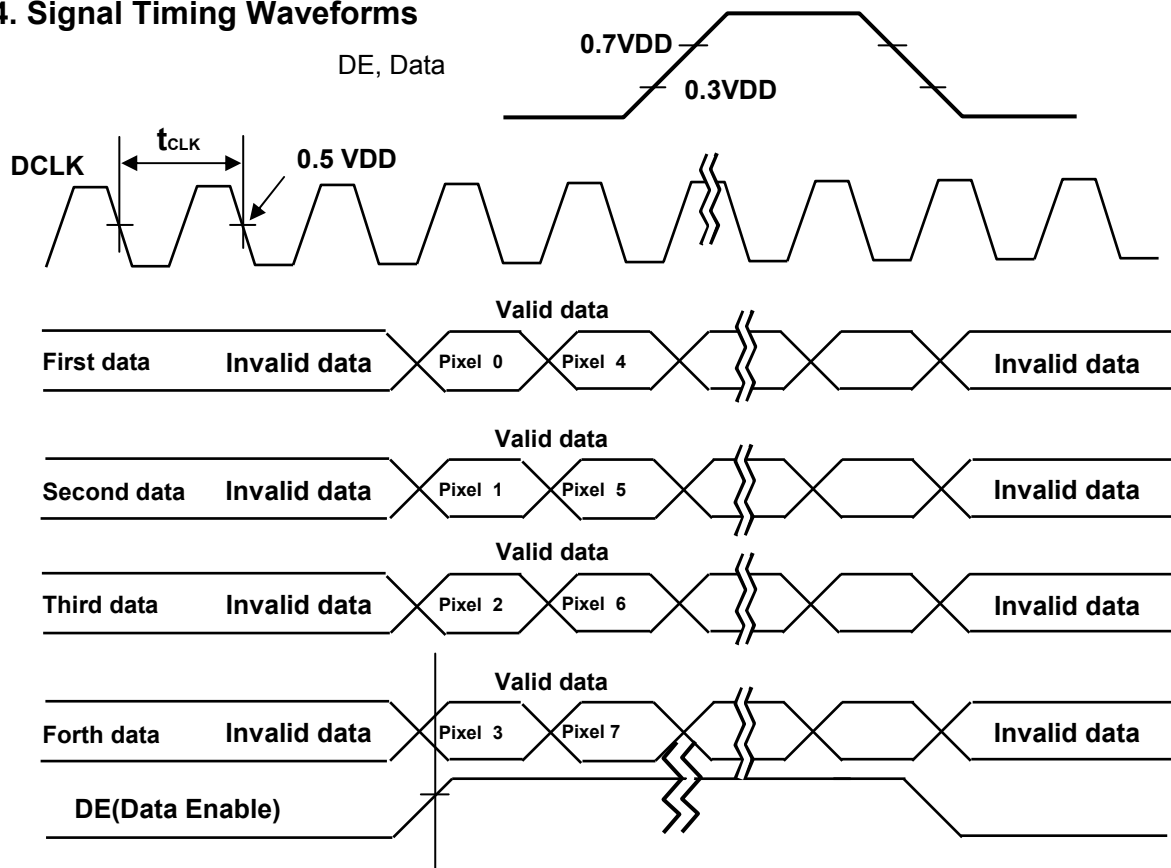 4. Signal Timing Waveforms
DE, Data
0.7VDD
0.3VDD
DCLK
tCLK
0.5 VDD
Valid data
First data Invalid data Pixel 0 Pixel 4 Invalid data
Valid data
Second data Invalid data Pixel 1 Pixel 5 Invalid data
Valid data
Third data Invalid data Pixel 2 Pixel 6 Invalid data
Valid data
Forth data Invalid data Pixel 3 Pixel 7 Invalid data
DE(Data Enable)